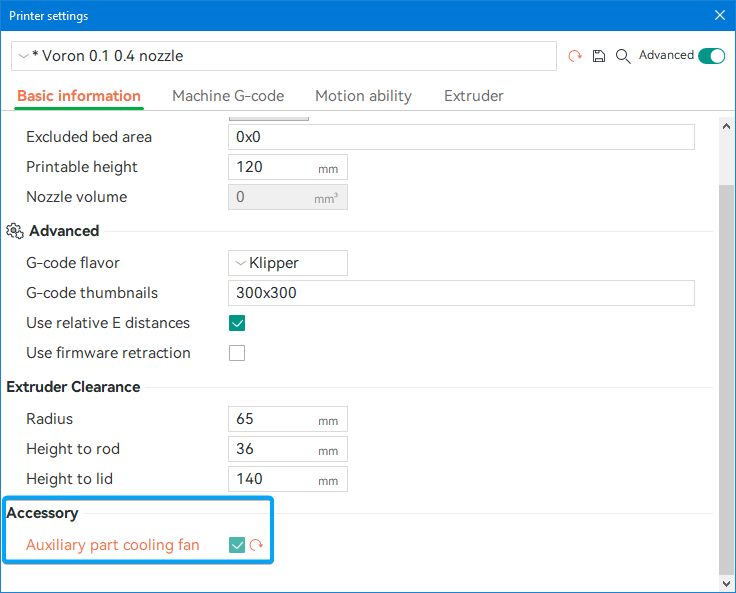 Printer settings
* Voron 0.1 0.4 nozzle
Advanced
Basic information Machine G-code Motion ability Extruder
Excluded bed area 0x0
Printable height 120 mm
Nozzle volume 0 mm³
Advanced
G-code flavor Klipper
G-code thumbnails 300x300
Use relative E distances
Use firmware retraction
Extruder Clearance
Radius 65 mm
Height to rod 36 mm
Height to lid 140 mm
Accessory
Auxiliary part cooling fan